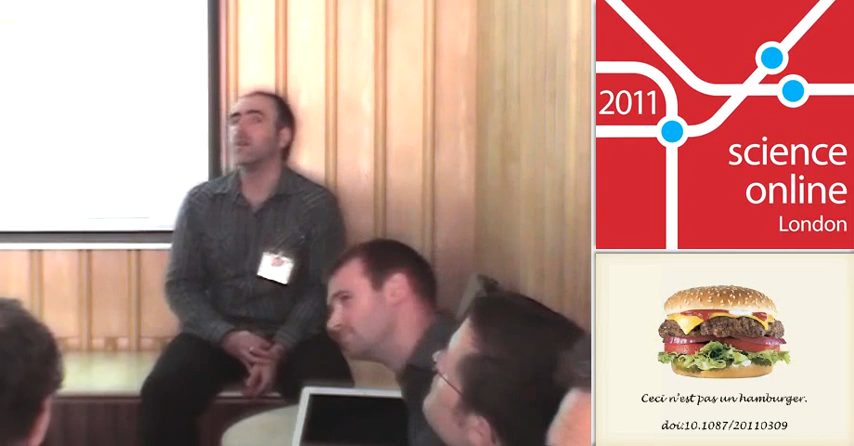 2011
science
online
London
Ceci n'est pas un hamburger.
doi:10.1087/20110309